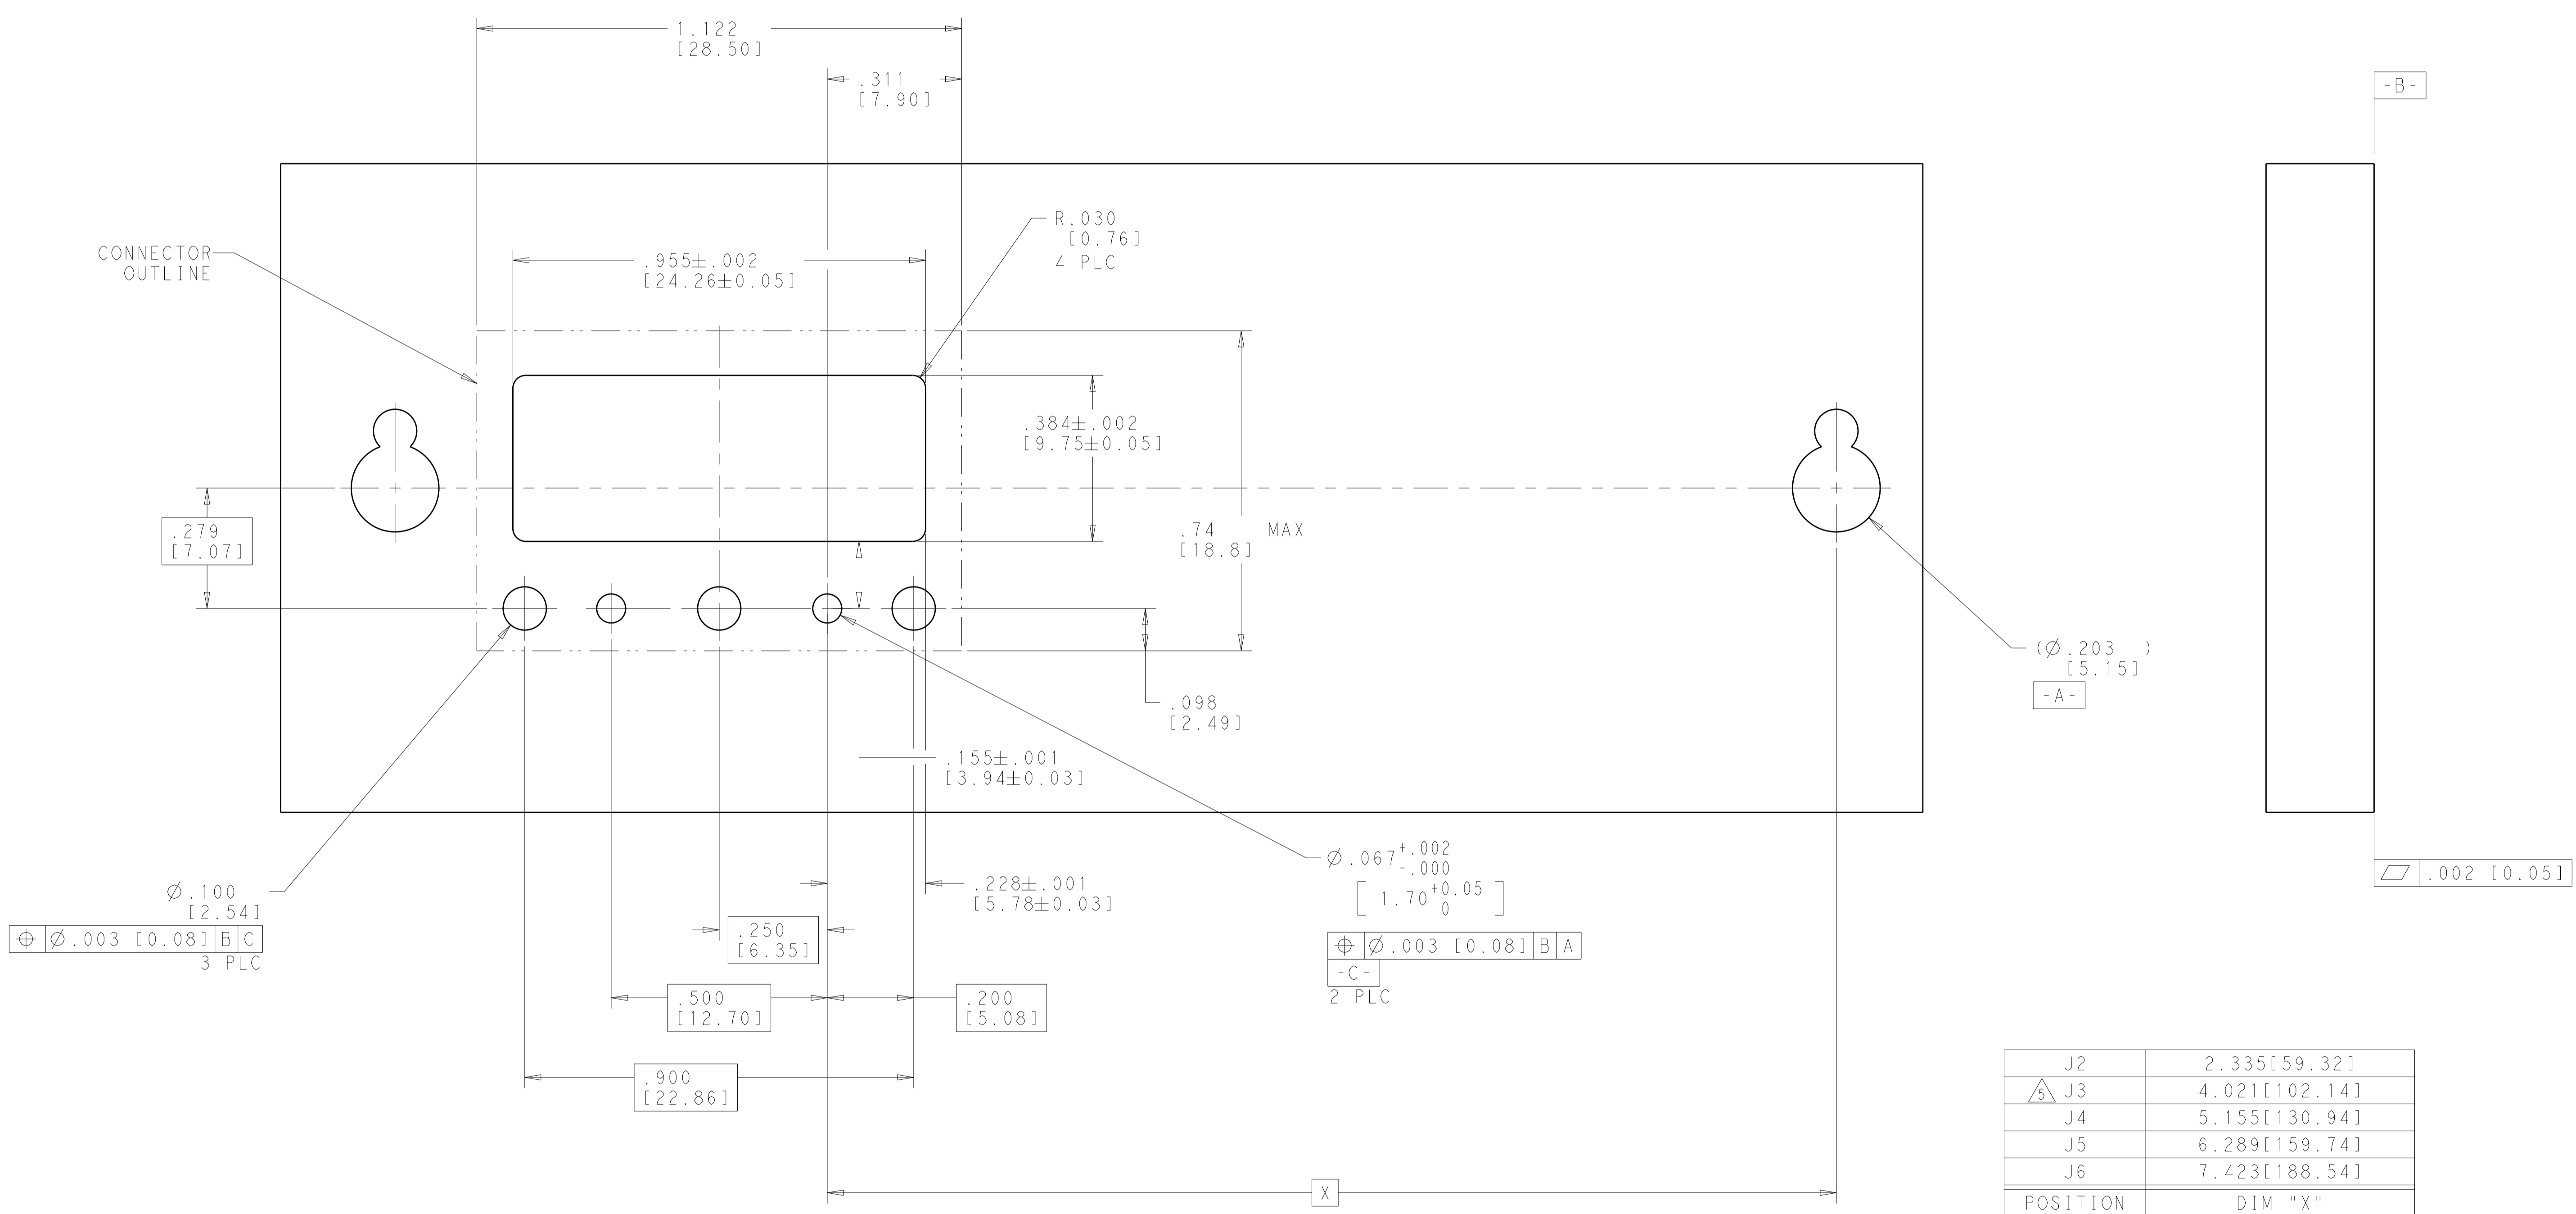 1.122
[28.50]
.311
[7.90]
-B-
R.030
[0.76]
4 PLC
CONNECTOR
OUTLINE
.955±.002
[24.26±0.05]
.384±.002
[9.75±0.05]
.279
[7.07]
.74 MAX
[18.8]
(Ø.203 )
[5.15]
-A-
.098
[2.49]
.155±.001
[3.94±0.03]
Ø.067 +.002
-.000
[ 1.70 +0.05
0 ]
⌖ Ø.003 [0.08] B A
-C-
2 PLC
Ø.100
[2.54]
⌖ Ø.003 [0.08] B C
3 PLC
.228±.001
[5.78±0.03]
.250
[6.35]
.500
[12.70]
.200
[5.08]
.900
[22.86]
X
⏥ .002 [0.05]
J2 2.335[59.32]
5 J3 4.021[102.14]
J4 5.155[130.94]
J5 6.289[159.74]
J6 7.423[188.54]
POSITION DIM "X"